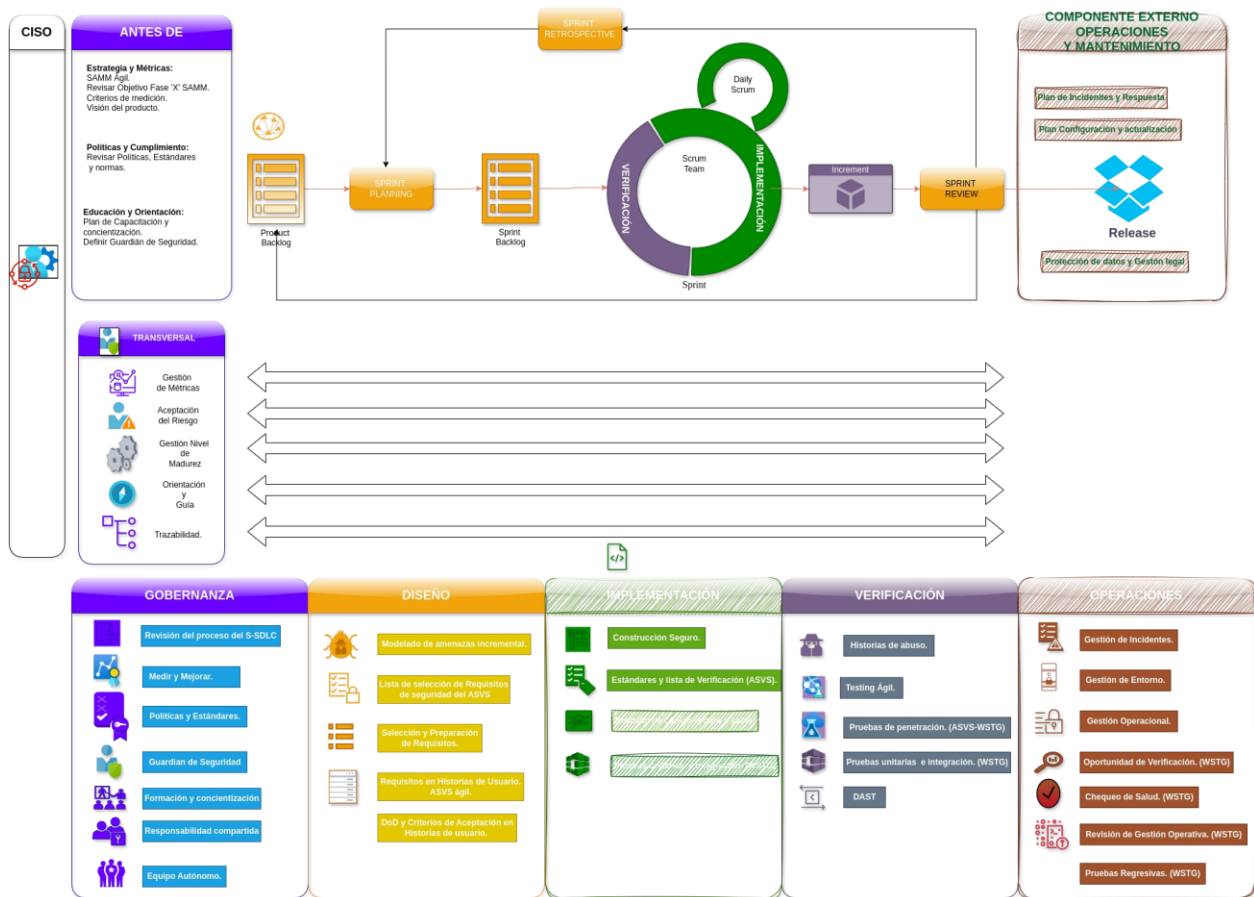 CISO
ANTES DE
Estrategia y Métricas:
SAMM Ágil.
Revisar Objetivo Fase 'X' SAMM.
Criterios de medición.
Visión del producto.
Políticas y Cumplimiento:
Revisar Políticas, Estándares
y normas.
Educación y Orientación:
Plan de Capacitación y
concientización.
Definir Guardián de Seguridad.
SPRINT
RETROSPECTIVE
Product
Backlog
SPRINT
PLANNING
Sprint
Backlog
Daily
Scrum
VERIFICACIÓN
Scrum
Team
IMPLEMENTACIÓN
Sprint
Increment
SPRINT
REVIEW
COMPONENTE EXTERNO
OPERACIONES
Y MANTENIMIENTO
Plan de Incidenites y Respuesta
Plan Configuración y actualización
Release
Protección de datos y Gestón legal
TRANSVERSAL
Gestión
de Métricas
Aceptación
del Riesgo
Gestión Nivel
de
Madurez
Orientación
y
Guía
Trazabilidad.
GOBERNANZA
Revisión del proceso del S-SDLC
Medir y Mejorar.
Políticas y Estándares.
Guardian de Seguridad
Formación y concientización
Responsabilidad compartida
Equipo Autónomo.
DISEÑO
Modelado de amenazas incremental.
Lista de selección de Requisitos
de seguridad del ASVS
Selección y Preparación
de Requisitos.
Requisitos en Historias de Usuario.
ASVS ágil.
DoD y Criterios de Aceptación en
Historias de usuario.
IMPLEMENTACIÓN
Construcción Seguro.
Estándares y lista de Verificación (ASVS).
VERIFICACIÓN
Historias de abuso.
Testing Ágil.
Pruebas de penetración. (ASVS-WSTG)
Pruebas unitarias e integración. (WSTG)
DAST
OPERACIONES
Gestión de Incidentes.
Gestión de Entorno.
Gestión Operacional.
Oportunidad de Verificación. (WSTG)
Chequeo de Salud. (WSTG)
Revisión de Gestión Operativa. (WSTG)
Pruebas Regresivas. (WSTG)